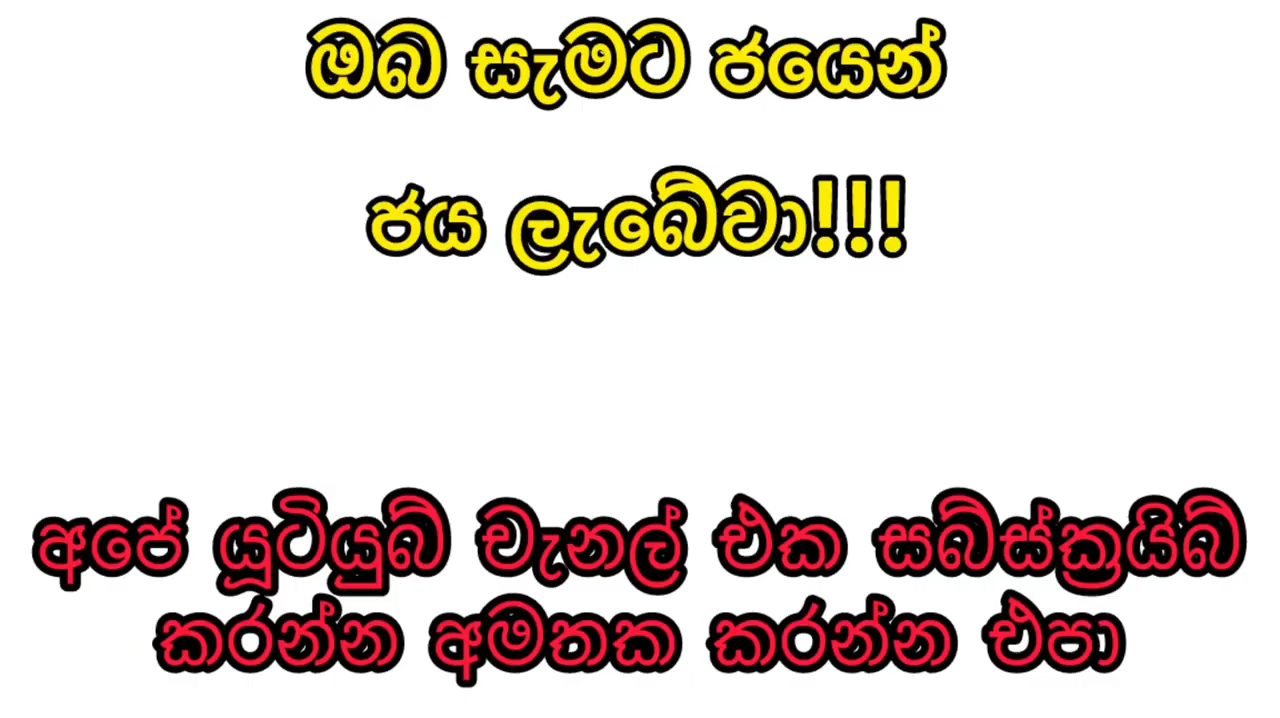 ඔබ සැමට ජයෙන්
ජය ලැබේවා!!!
අපේ යූටියුබ් චැනල් එක සබ්ස්ක්‍රයිබ්
කරන්න අමතක කරන්න එපා